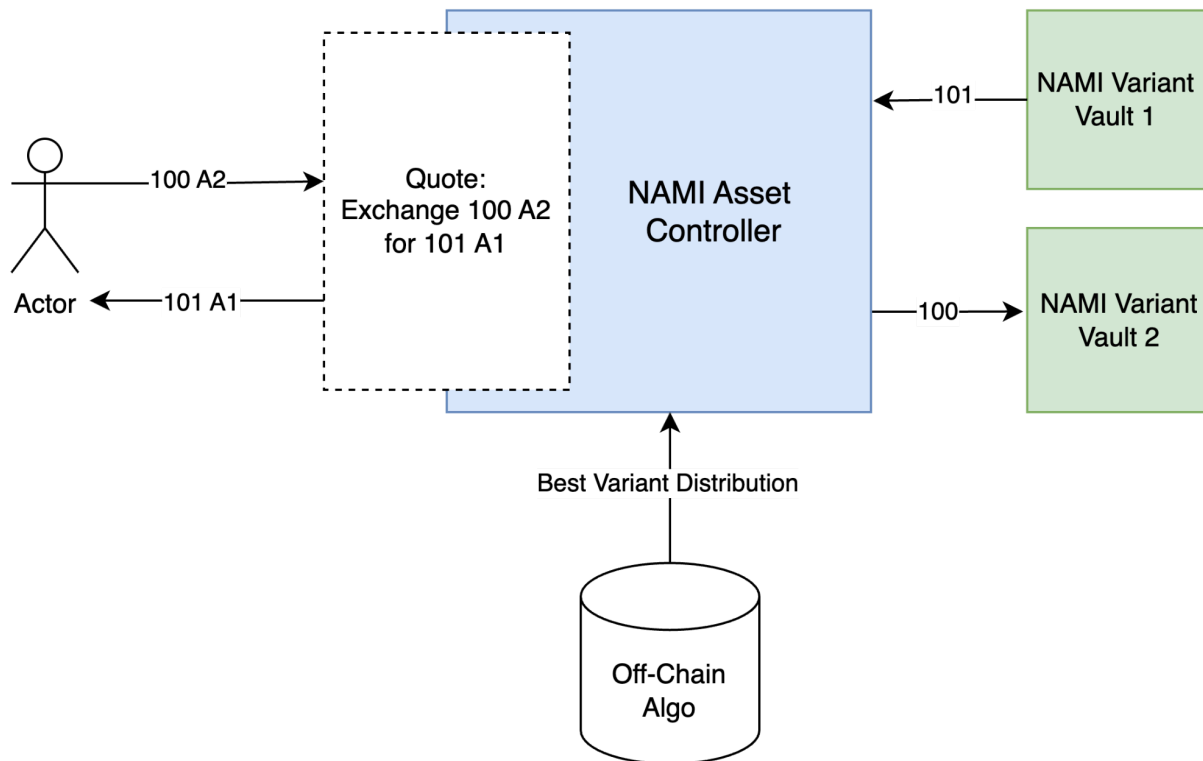 100 A2
101 A1
Actor
Quote:
Exchange 100 A2
for 101 A1
NAMI Asset
Controller
101
100
NAMI Variant
Vault 1
NAMI Variant
Vault 2
Best Variant Distribution
Off-Chain
Algo